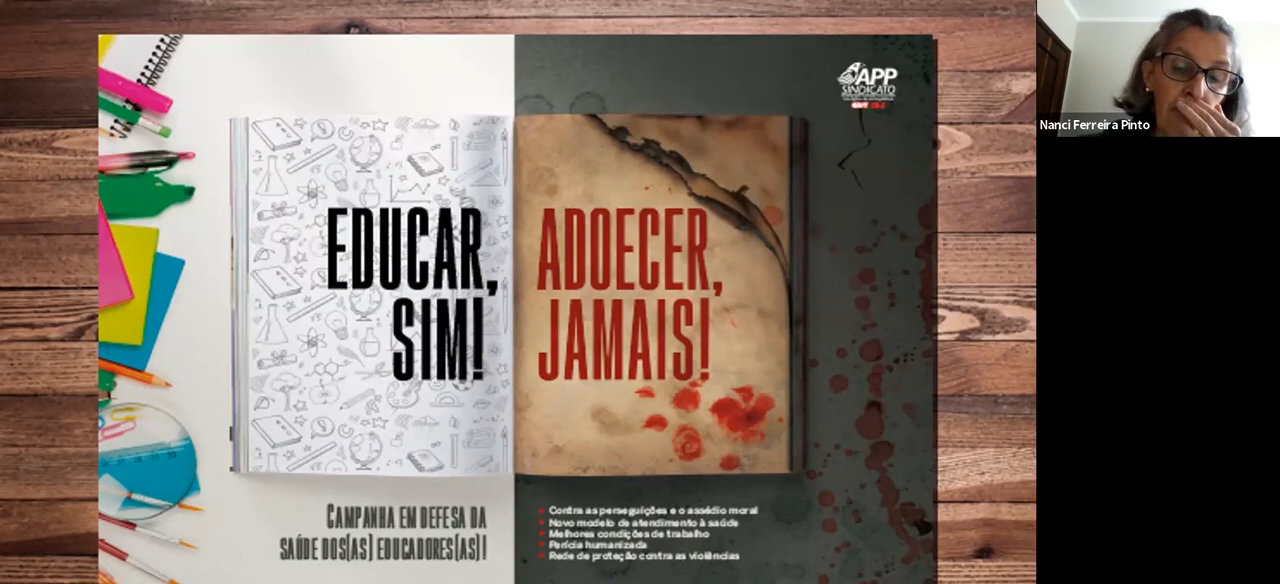 APP
SINDICATO
EDUCAR,
SIM!
ADOECER,
JAMAIS!
CAMPANHA EM DEFESA DA
SAÚDE DOS(AS) EDUCADORES(AS)!
Contra as perseguições e o assédio moral
Novo modelo de atendimento à saúde
Melhores condições de trabalho
Perícia humanizada
Rede de proteção contra as violências
Nanci Ferreira Pinto